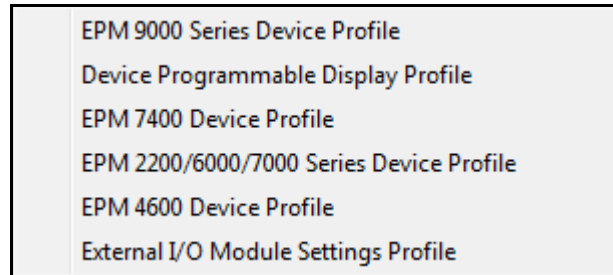 EPM 9000 Series Device Profile
Device Programmable Display Profile
EPM 7400 Device Profile
EPM 2200/6000/7000 Series Device Profile
EPM 4600 Device Profile
External I/O Module Settings Profile